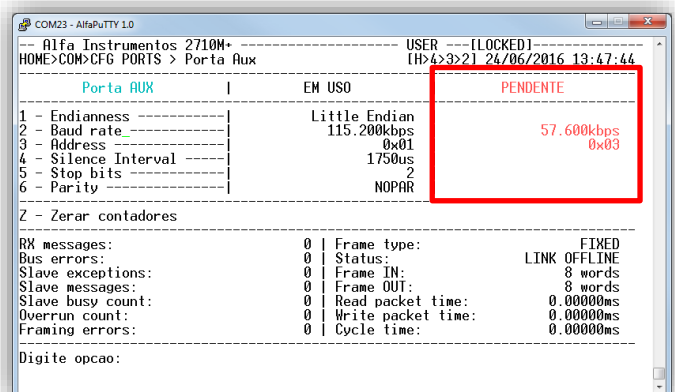 COM23 - AlfaPuTTY 1.0
-- Alfa Instrumentos 2710M+ -------------------- USER ---[LOCKED]-------------
HOME>COM>CFG PORTS > Porta Aux [H>4>3>2] 24/06/2016 13:47:44
Porta AUX | EM USO PENDENTE
1 - Endianness -----------| Little Endian
2 - Baud rate_------------| 115.200kbps 57.600kbps
3 - Address --------------| 0x01 0x03
4 - Silence Interval -----| 1750us
5 - Stop bits ------------| 2
6 - Parity ---------------| NOPAR
Z - Zerar contadores
RX messages: 0 | Frame type: FIXED
Bus errors: 0 | Status: LINK OFFLINE
Slave exceptions: 0 | Frame IN: 8 words
Slave messages: 0 | Frame OUT: 8 words
Slave busy count: 0 | Read packet time: 0.00000ms
Overrun count: 0 | Write packet time: 0.00000ms
Framing errors: 0 | Cycle time: 0.00000ms
Digite opcao: